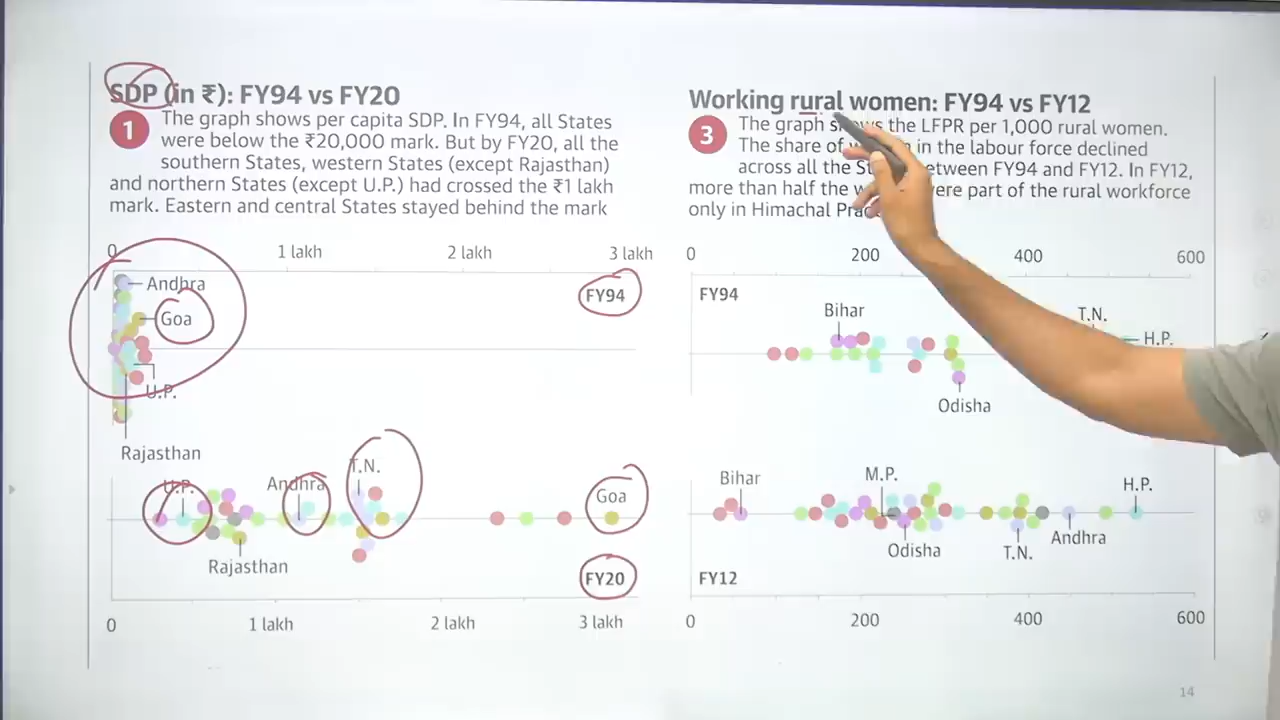 SDP (in ₹): FY94 vs FY20
1
The graph shows per capita SDP. In FY94, all States
were below the ₹20,000 mark. But by FY20, all the
southern States, western States (except Rajasthan)
and northern States (except U.P.) had crossed the ₹1 lakh
mark. Eastern and central States stayed behind the mark
0 1 lakh 2 lakh 3 lakh
Andhra
FY94
Goa
U.P.
Rajasthan
T.N.
U.P.
Andhra
Goa
Rajasthan
FY20
0 1 lakh 2 lakh 3 lakh
Working rural women: FY94 vs FY12
3
The graph the LFPR per 1,000 rural women.
The share of in the labour force declined
across all the between FY94 and FY12. In FY12,
more than half the were part of the rural workforce
only in Himachal
0 200 400 600
FY94
Bihar
T.N.
H.P.
Odisha
Bihar
M.P.
H.P.
Odisha
T.N.
Andhra
FY12
0 200 400 600
14